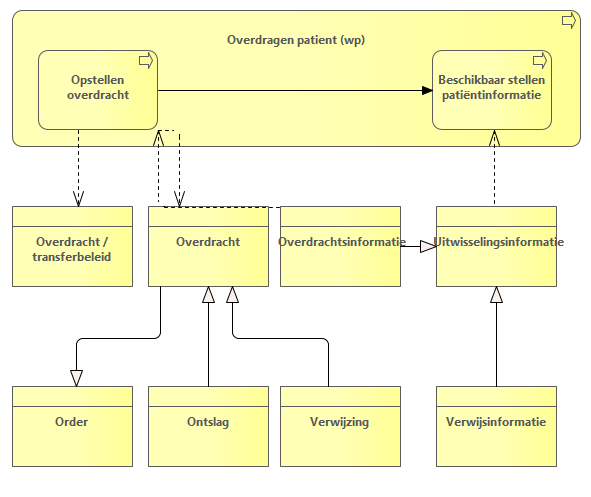 Overdragen patient (wp)
Opstellen
overdracht
Beschikbaar stellen
patiëntinformatie
Overdracht /
transferbeleid
Overdracht
Overdrachtsinformatie
Uitwisselingsinformatie
Order
Ontslag
Verwijzing
Verwijsinformatie